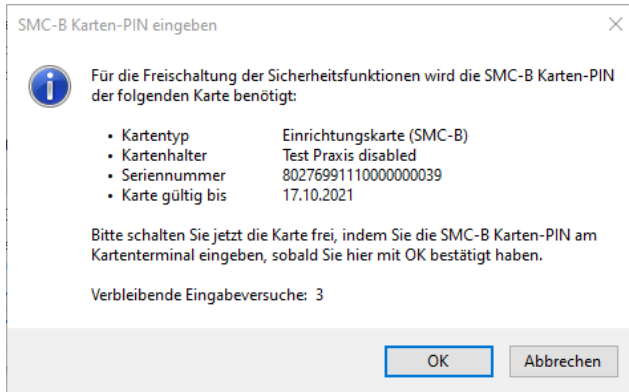 SMC-B Karten-PIN eingeben
Für die Freischaltung der Sicherheitsfunktionen wird die SMC-B Karten-PIN
der folgenden Karte benötigt:
• Kartentyp Einrichtungskarte (SMC-B)
• Kartenhalter Test Praxis disabled
• Seriennummer 80276991110000000039
• Karte gültig bis 17.10.2021
Bitte schalten Sie jetzt die Karte frei, indem Sie die SMC-B Karten-PIN am
Kartenterminal eingeben, sobald Sie hier mit OK bestätigt haben.
Verbleibende Eingabeversuche: 3
OK Abbrechen